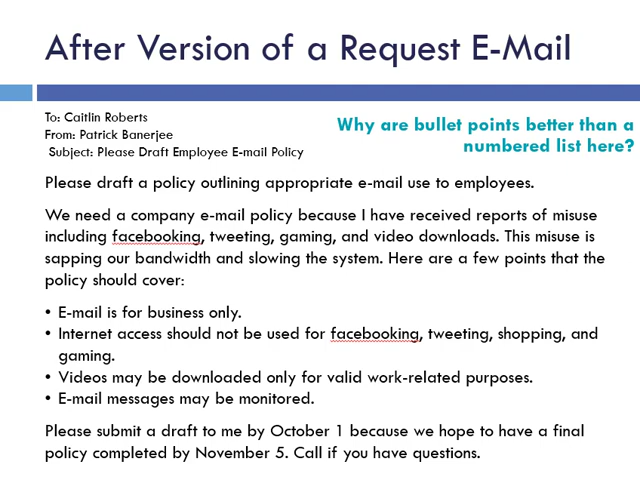 After Version of a Request E-Mail
To: Caitlin Roberts
From: Patrick Banerjee
Subject: Please Draft Employee E-mail Policy
Why are bullet points better than a
numbered list here?
Please draft a policy outlining appropriate e-mail use to employees.
We need a company e-mail policy because I have received reports of misuse
including facebooking, tweeting, gaming, and video downloads. This misuse is
sapping our bandwidth and slowing the system. Here are a few points that the
policy should cover:
• E-mail is for business only.
• Internet access should not be used for facebooking, tweeting, shopping, and
gaming.
• Videos may be downloaded only for valid work-related purposes.
• E-mail messages may be monitored.
Please submit a draft to me by October 1 because we hope to have a final
policy completed by November 5. Call if you have questions.